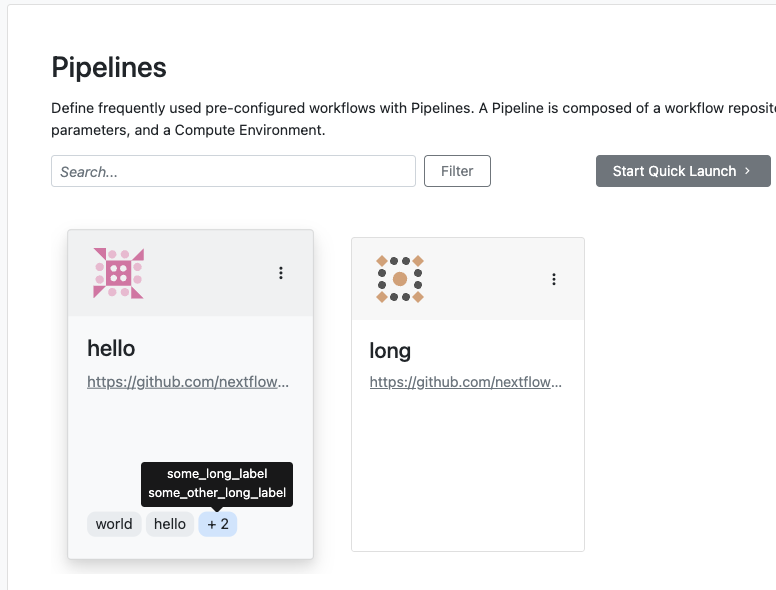 Pipelines
Define frequently used pre-configured workflows with Pipelines. A Pipeline is composed of a workflow
parameters, and a Compute Environment.
Search...
Filter
Start Quick Launch
hello
https://github.com/nextflow...
long
https://github.com/nextflow...
some_long_label
some_other_long_label
world
hello
+ 2